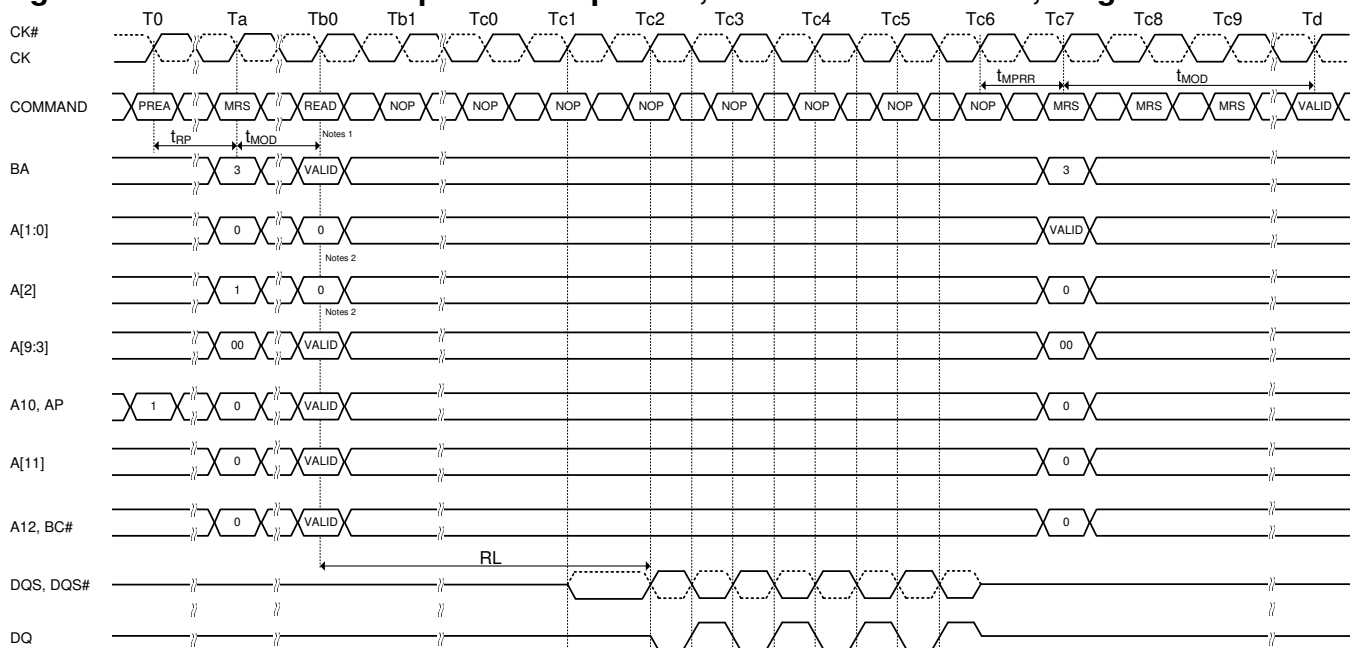 T0 Ta Tb0 Tb1 Tc0 Tc1 Tc2 Tc3 Tc4 Tc5 Tc6 Tc7 Tc8 Tc9 Td
CK#
CK
tMPRR tMOD
COMMAND PREA MRS READ NOP NOP NOP NOP NOP NOP NOP NOP MRS MRS MRS VALID
tRP tMOD Notes 1
BA 3 VALID 3
A[1:0] 0 0 VALID
Notes 2
A[2] 1 0 0
Notes 2
A[9:3] 00 VALID 00
A10, AP 1 0 VALID 0
A[11] 0 VALID 0
A12, BC# 0 VALID 0
RL
DQS, DQS#
DQ